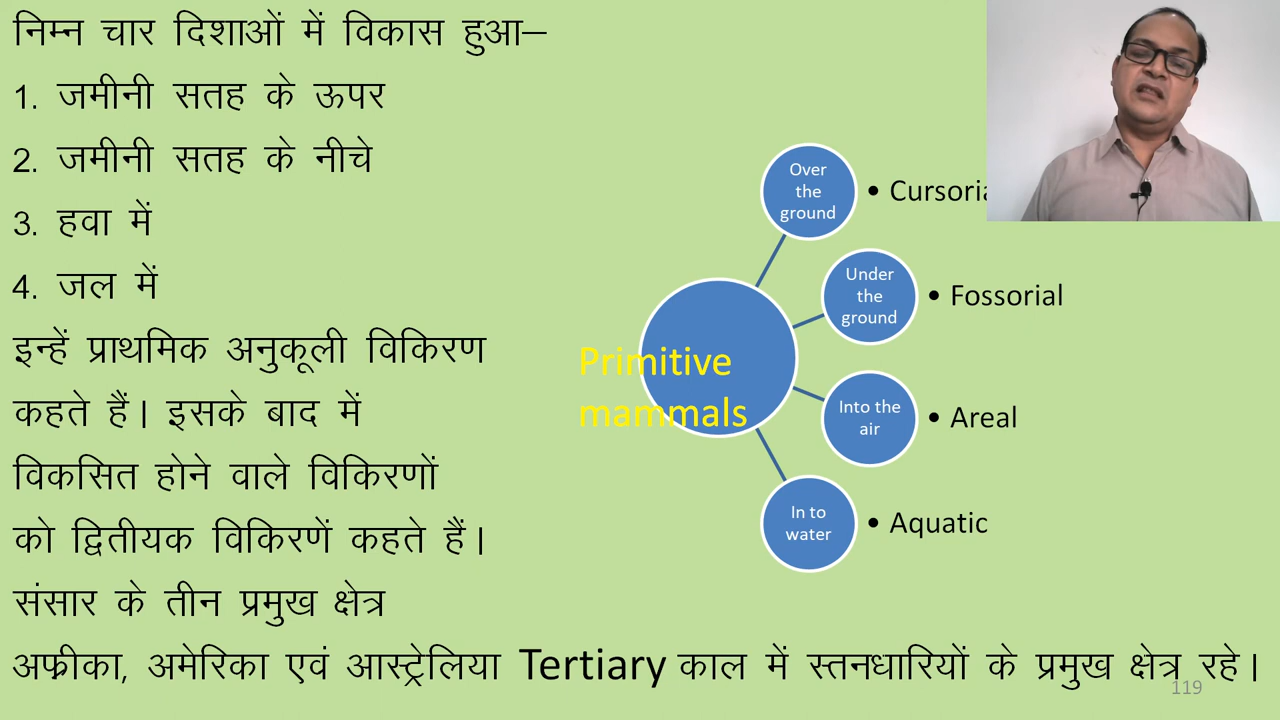 निम्न चार दिशाओं में विकास हुआ–
1. जमीनी सतह के ऊपर
2. जमीनी सतह के नीचे
3. हवा में
4. जल में
इन्हें प्राथमिक अनुकूली विकिरण
कहते हैं। इसके बाद में
विकसित होने वाले विकिरणों
को द्वितीयक विकिरणें कहते हैं।
संसार के तीन प्रमुख क्षेत्र
अफ्रीका, अमेरिका एवं आस्ट्रेलिया Tertiary काल में स्तनधारियों के प्रमुख क्षेत्र रहे।
Primitive
mammals
Over
the
ground
Under
the
ground
• Fossorial
Into the
air
• Areal
In to
water
• Aquatic
119